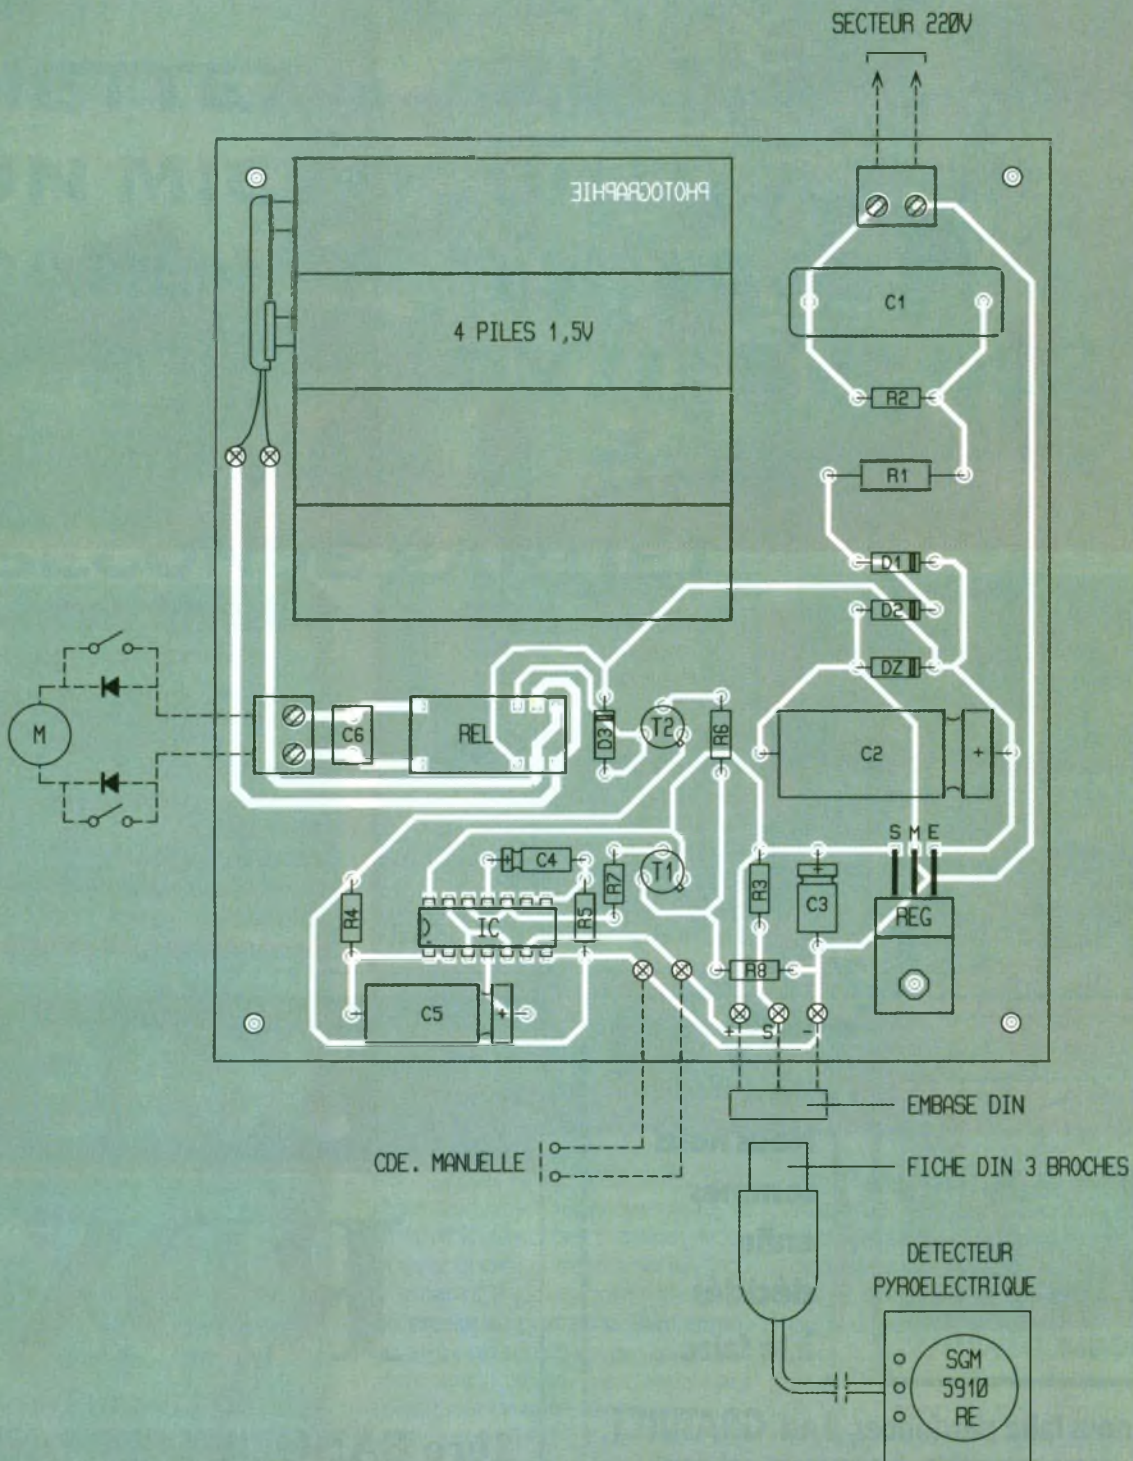 SECTEUR 220V
PHOTOGRAPHIE
C1
4 PILES 1,5V
R2
R1
D1
D2
DZ
M
C6
REL
D3
T2
R6
C2
+
S M E
+
C4
R7
T1
R3
+
C3
REG
R4
IC
R5
R8
C5
+
+ S -
EMBASE DIN
CDE. MANUELLE
FICHE DIN 3 BROCHES
DETECTEUR
PYROELECTRIQUE
SGM
5910
RE